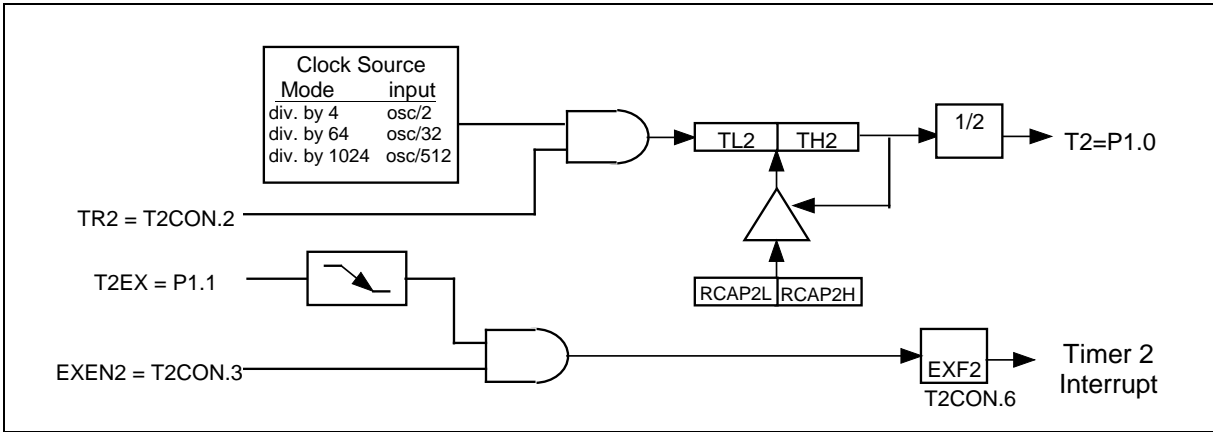 Clock Source
Mode input
div. by 4 osc/2
div. by 64 osc/32
div. by 1024 osc/512
TL2 TH2
1/2
T2=P1.0
TR2 = T2CON.2
T2EX = P1.1
RCAP2L RCAP2H
EXEN2 = T2CON.3
EXF2
T2CON.6
Timer 2
Interrupt